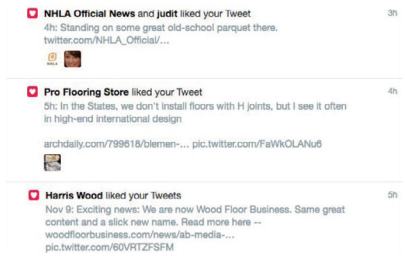 NHLA Official News and judit liked your Tweet
3h
4h: Standing on some great old-school parquet there.
twitter.com/NHLA_Official/...
NHLA
Pro Flooring Store liked your Tweet
4h
5h: In the States, we don't install floors with H joints, but I see it often
in high-end international design
archdaily.com/799618/blemen-... pic.twitter.com/FaWkOLANu6
Harris Wood liked your Tweets
5h
Nov 9: Exciting news: We are now Wood Floor Business. Same great
content and a slick new name. Read more here --
woodfloorbusiness.com/news/ab-media-...
pic.twitter.com/60VRTZFSFM